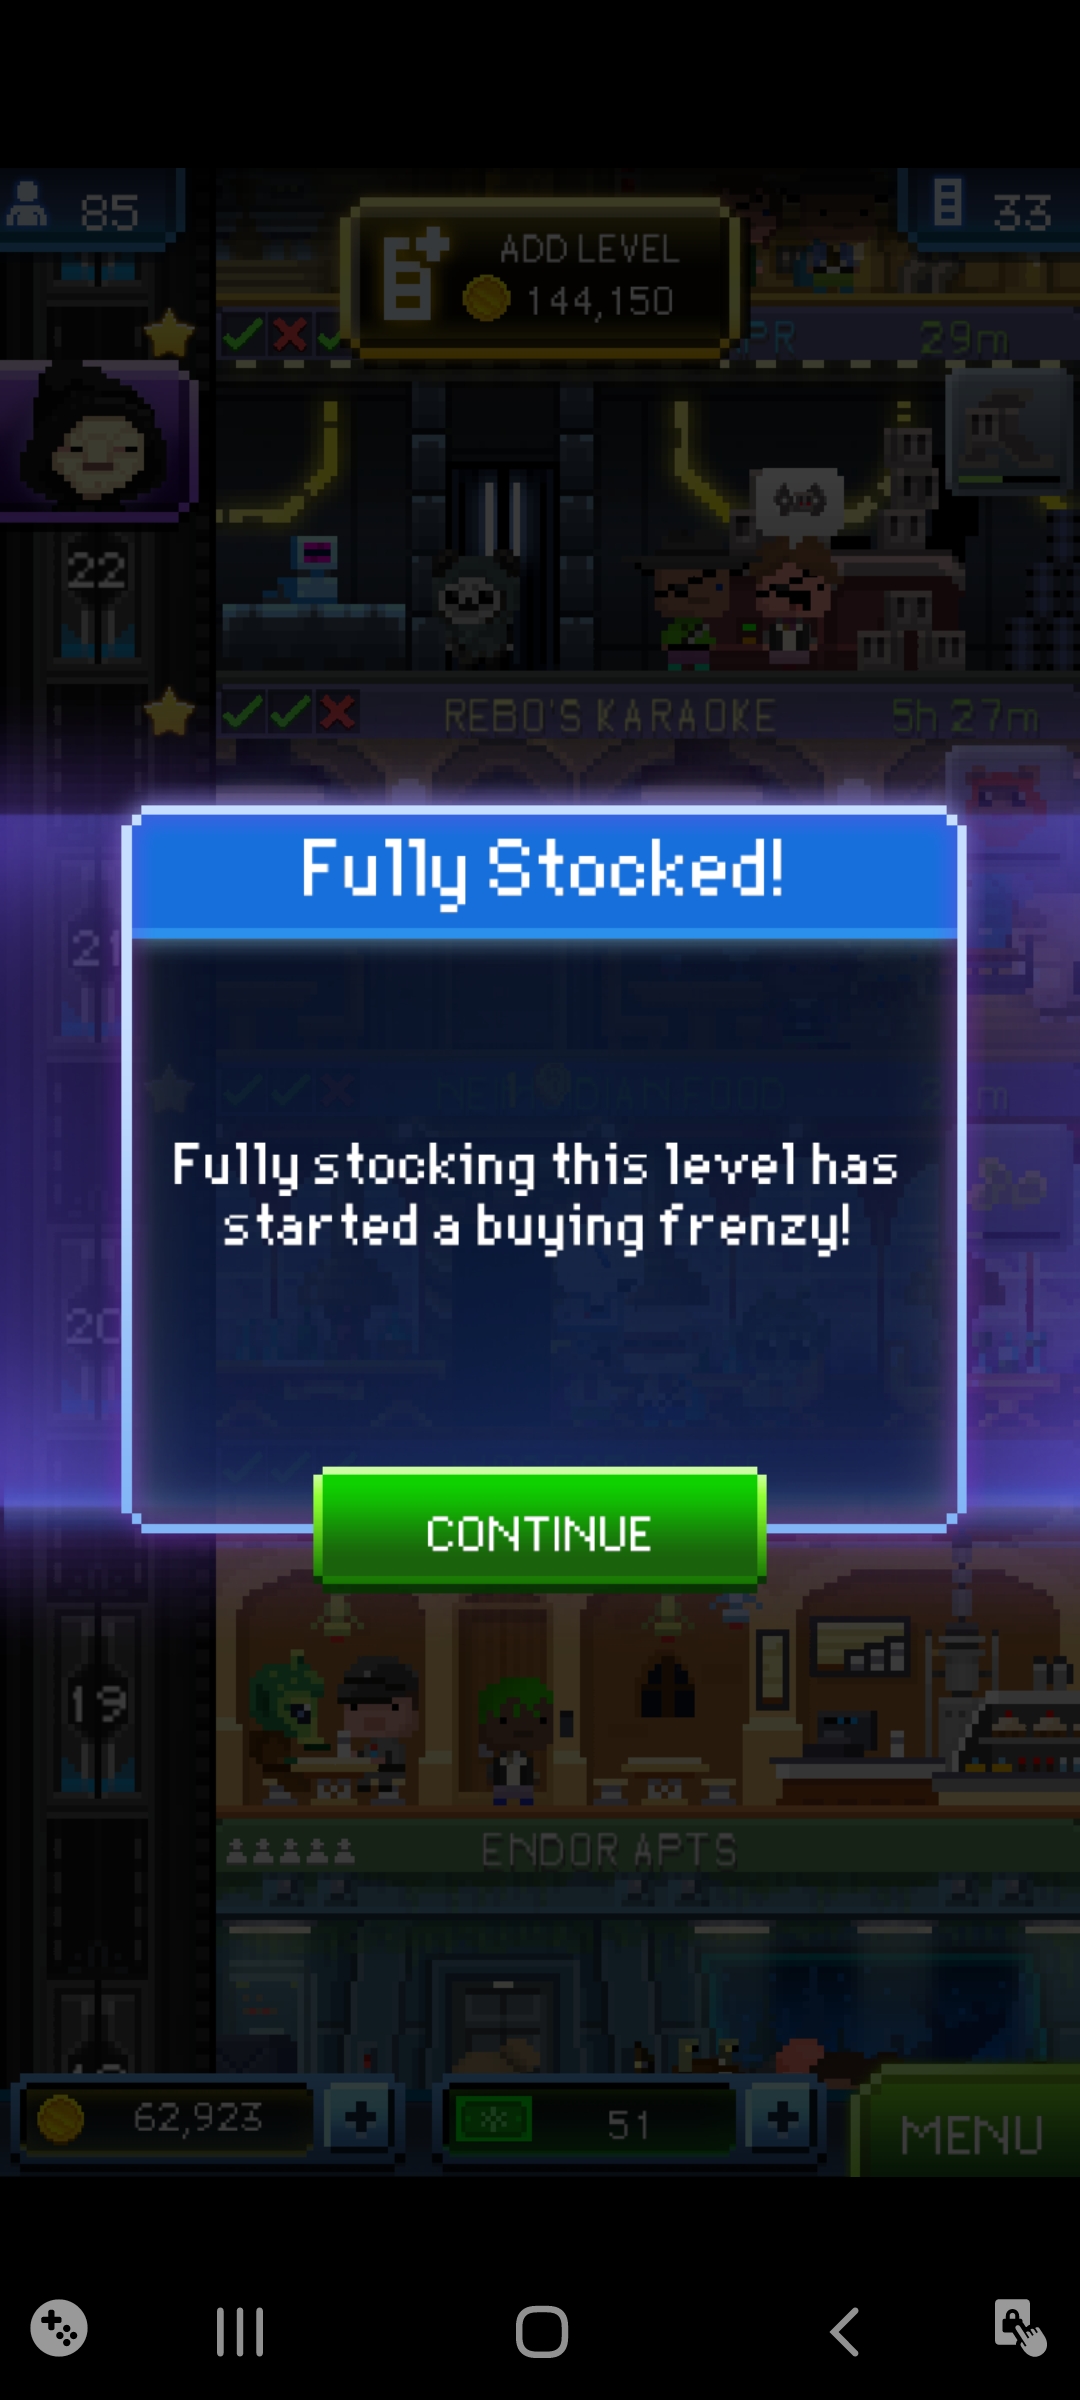 85
33
ADD LEVEL
144,150
29m
22
REBO'S KARAOKE
5h 27m
Fully Stocked!
21
Fully stocking this level has
started a buying frenzy!
20
CONTINUE
19
ENDOR APTS
62,923
51
MENU